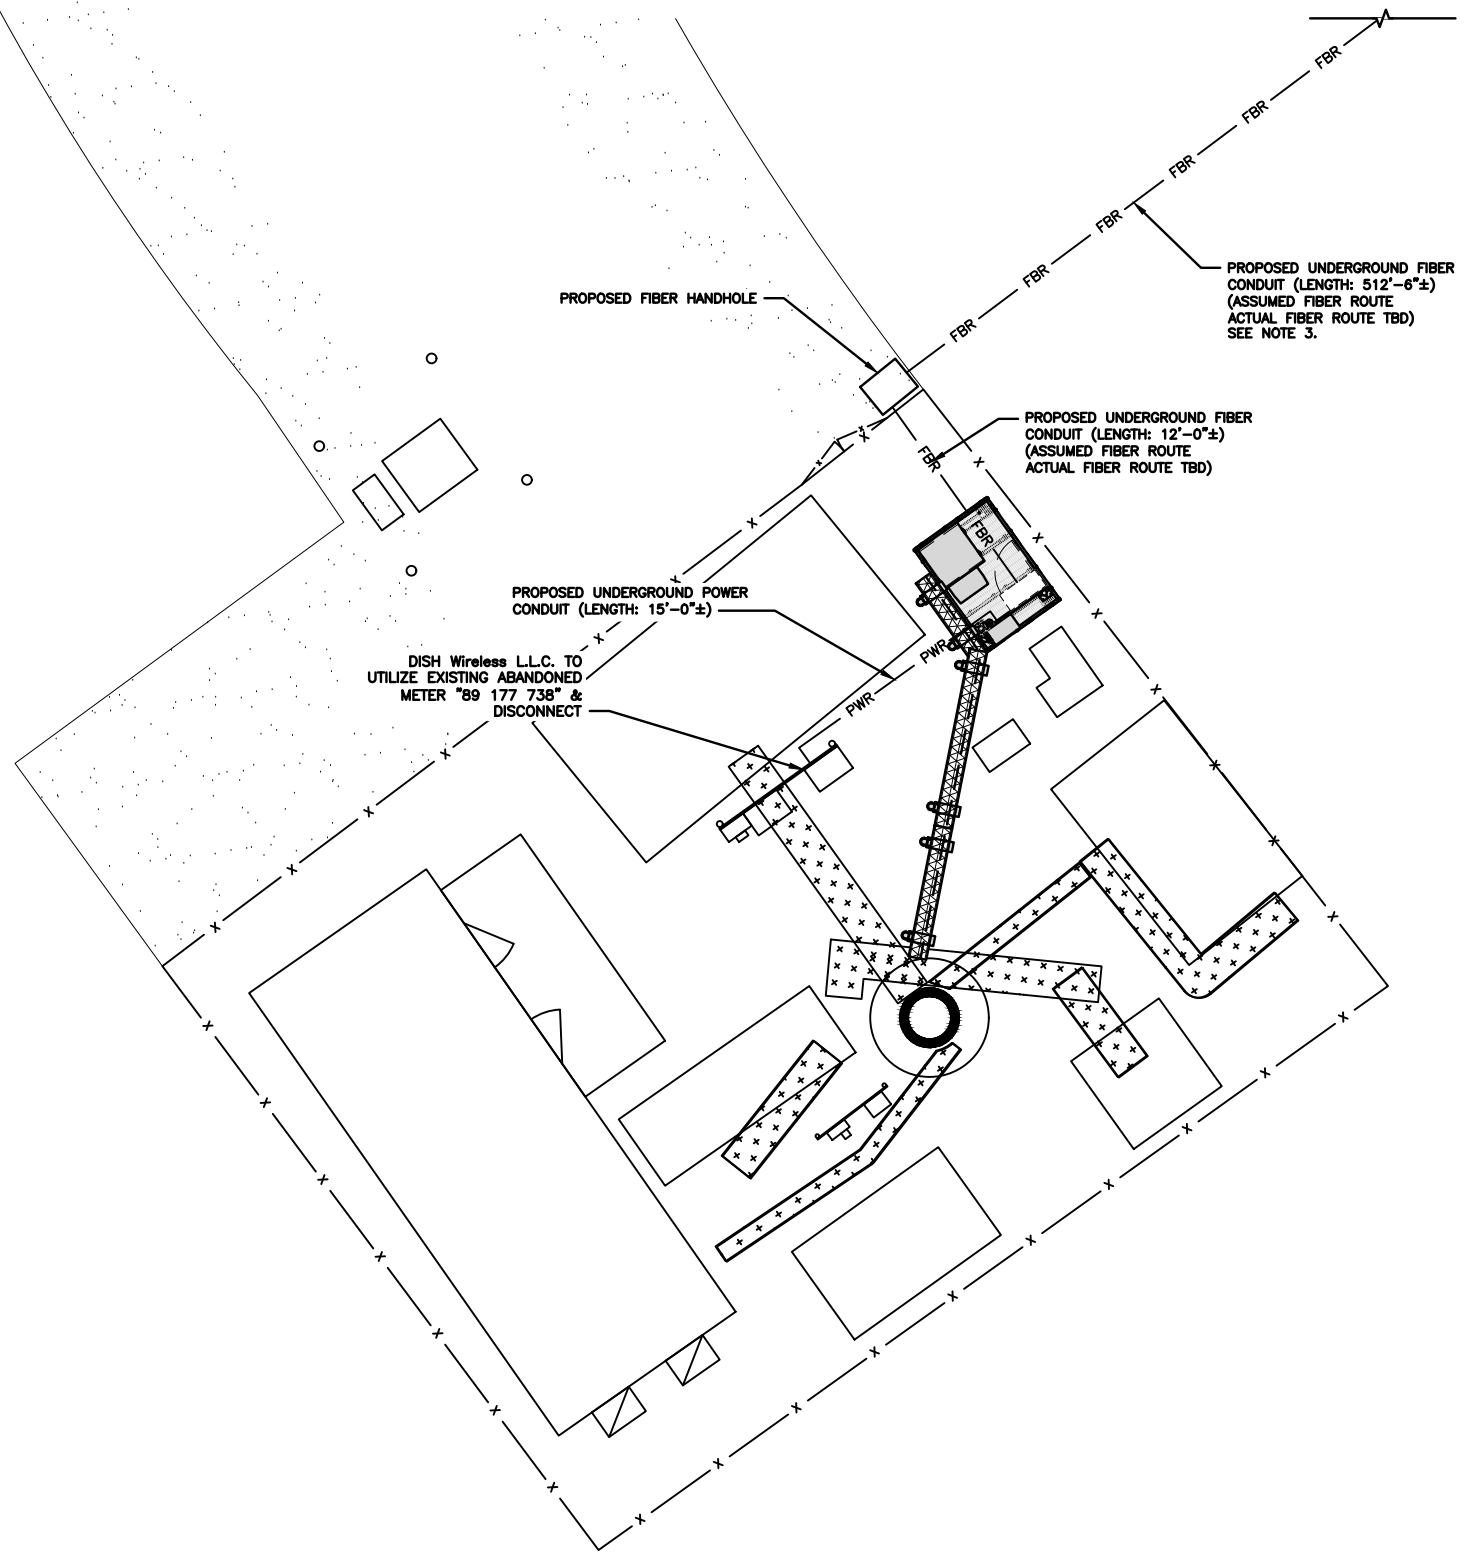 FBR
FBR
FBR
FBR
FBR
FBR
PROPOSED UNDERGROUND FIBER
CONDUIT (LENGTH: 512'-6"±)
(ASSUMED FIBER ROUTE
ACTUAL FIBER ROUTE TBD)
SEE NOTE 3.
PROPOSED FIBER HANDHOLE
PROPOSED UNDERGROUND FIBER
CONDUIT (LENGTH: 12'-0"±)
(ASSUMED FIBER ROUTE
ACTUAL FIBER ROUTE TBD)
FBR
FBR
PROPOSED UNDERGROUND POWER
CONDUIT (LENGTH: 15'-0"±)
PWR
PWR
DISH Wireless L.L.C. TO
UTILIZE EXISTING ABANDONED
METER "89 177 738" &
DISCONNECT